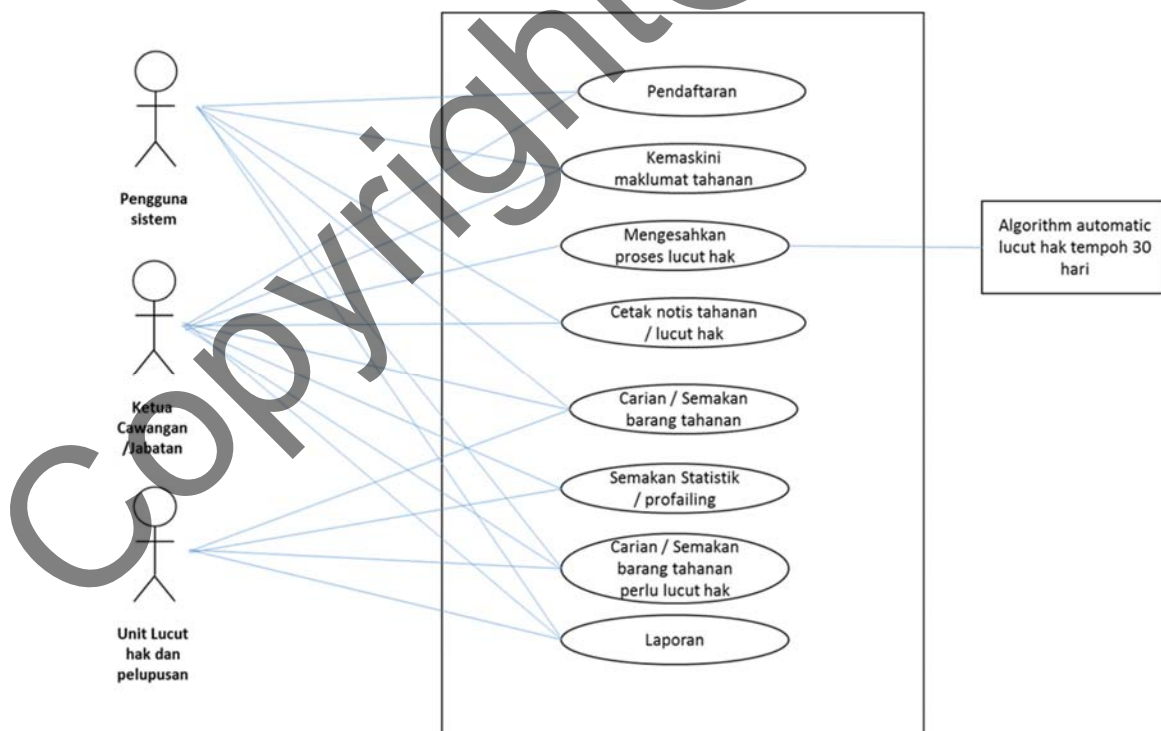 Copyright
Pengguna
sistem
Ketua
Cawangan
/Jabatan
Unit Lucut
hak dan
pelupusan
Pendaftaran
Kemaskini
maklumat tahanan
Mengesahkan
proses lucut hak
Cetak notis tahanan
/ lucut hak
Carian / Semakan
barang tahanan
Semakan Statistik
/ profailing
Carian / Semakan
barang tahanan
perlu lucut hak
Laporan
Algorithm automatic
lucut hak tempoh 30
hari